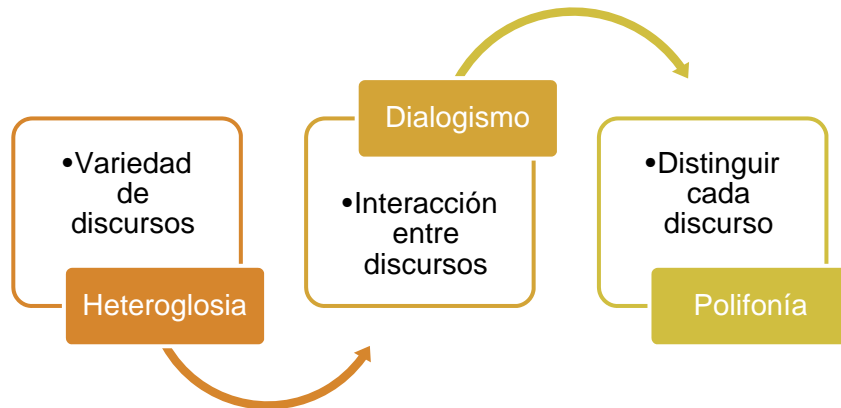 •Variedad
de
discursos
Heteroglosia
Dialogismo
•Interacción
entre
discursos
•Distinguir
cada
discurso
Polifonía